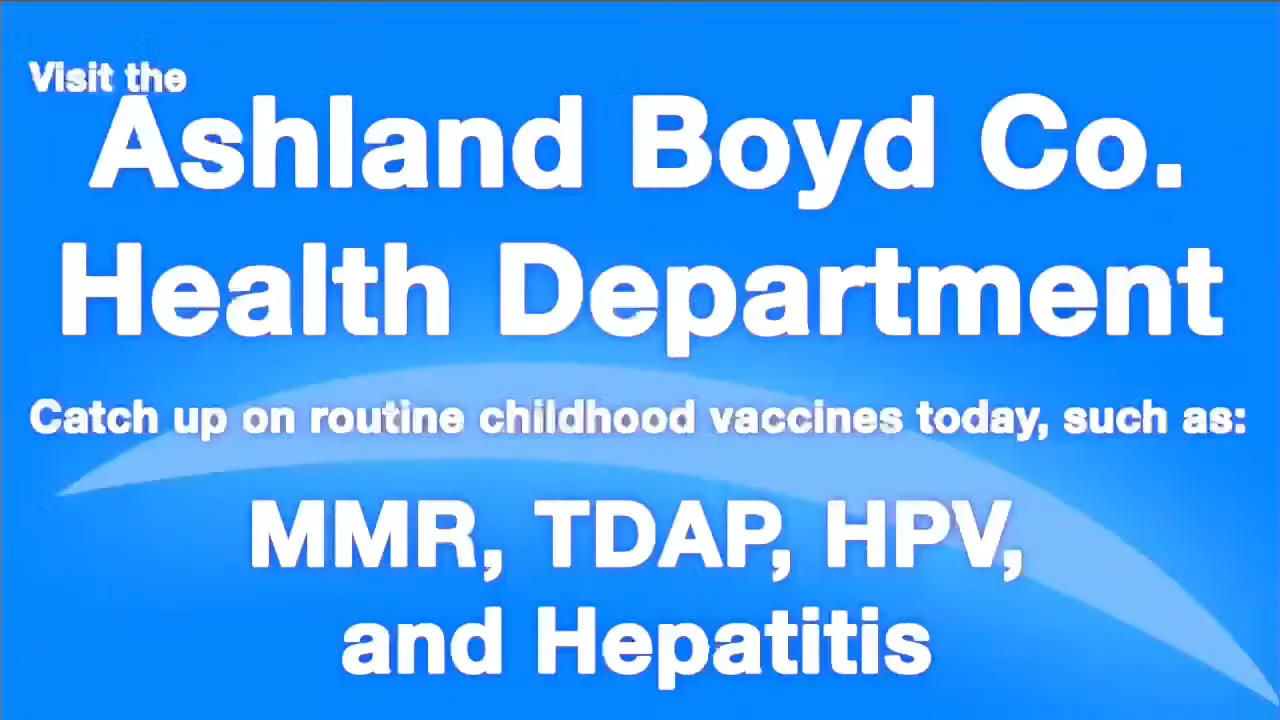 Visit the
Ashland Boyd Co.
Health Department
Catch up on routine childhood vaccines today, such as:
MMR, TDAP, HPV,
and Hepatitis